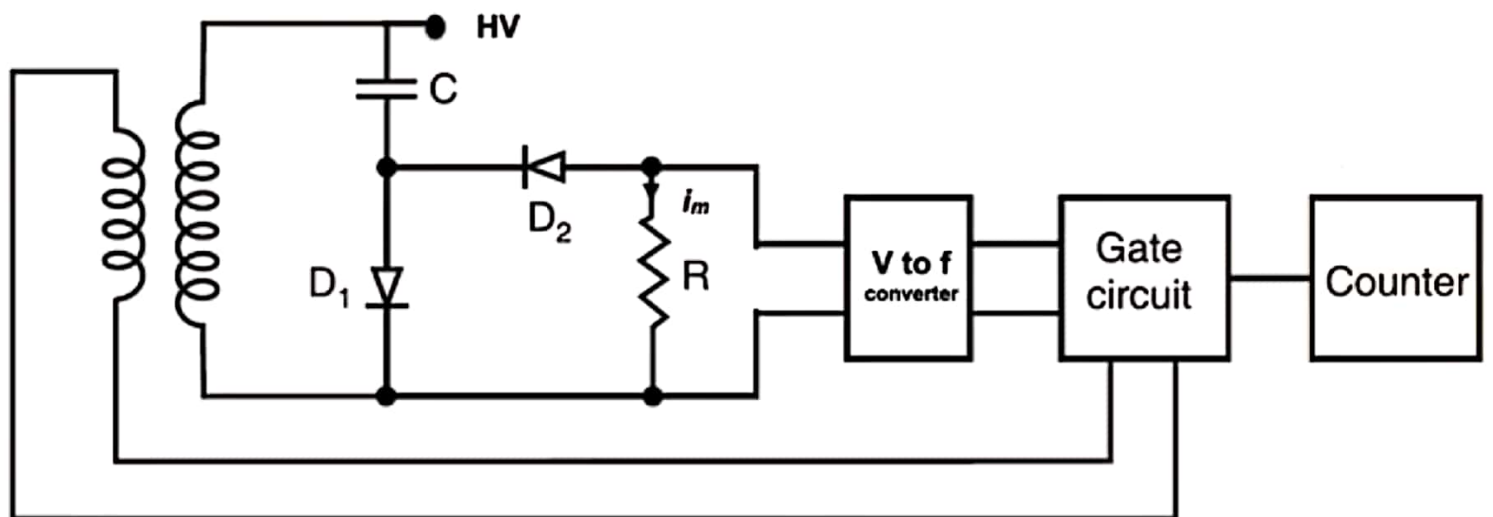 HV
C
D₂
iₘ
D₁
R
V to f
converter
Gate
circuit
Counter